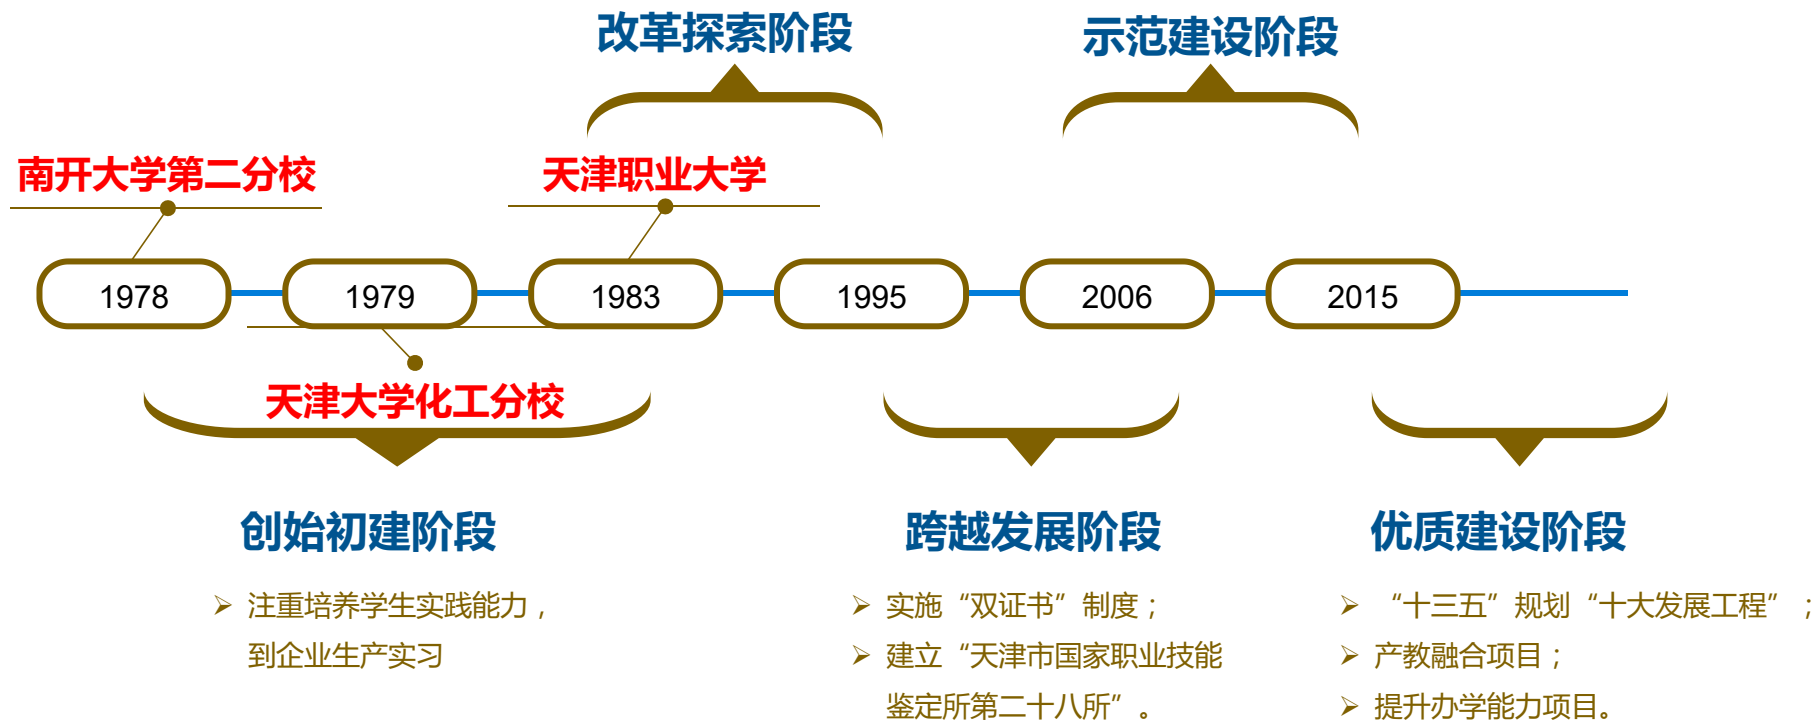 改革探索阶段
示范建设阶段
南开大学第二分校
天津职业大学
1978
1979
1983
1995
2006
2015
天津大学化工分校
创始初建阶段
跨越发展阶段
优质建设阶段
➢ 注重培养学生实践能力，
到企业生产实习
➢ 实施“双证书”制度；
➢ 建立“天津市国家职业技能
鉴定所第二十八所”。
➢ “十三五”规划“十大发展工程”；
➢ 产教融合项目；
➢ 提升办学能力项目。